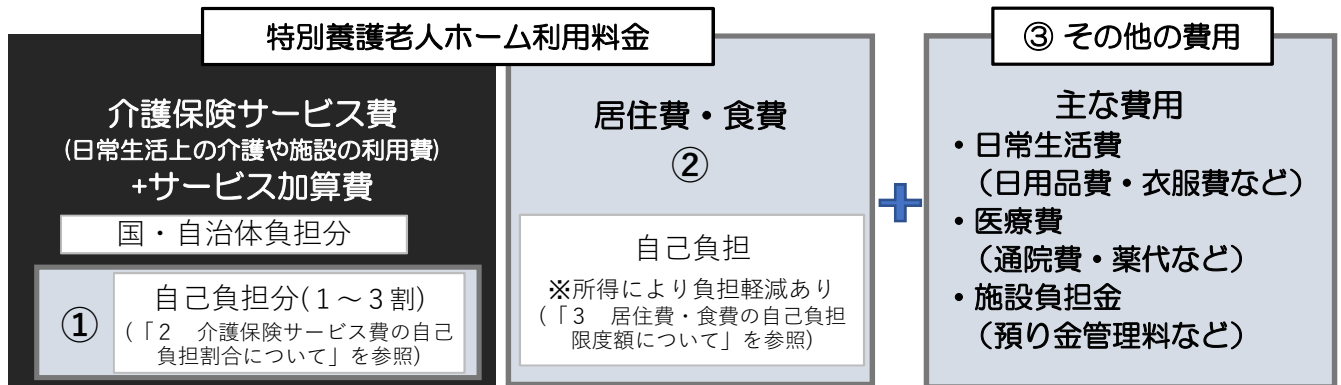 特別養護老人ホーム利用料金
介護保険サービス費
(日常生活上の介護や施設の利用費)
+サービス加算費
国・自治体負担分
①
自己負担分(１～３割)
(「２　介護保険サービス費の自己
負担割合について」を参照)
居住費・食費
②
自己負担
※所得により負担軽減あり
(「３　居住費・食費の自己負担
限度額について」を参照)
③ その他の費用
主な費用
・日常生活費
（日用品費・衣服費など）
・医療費
（通院費・薬代など）
・施設負担金
（預り金管理料など）